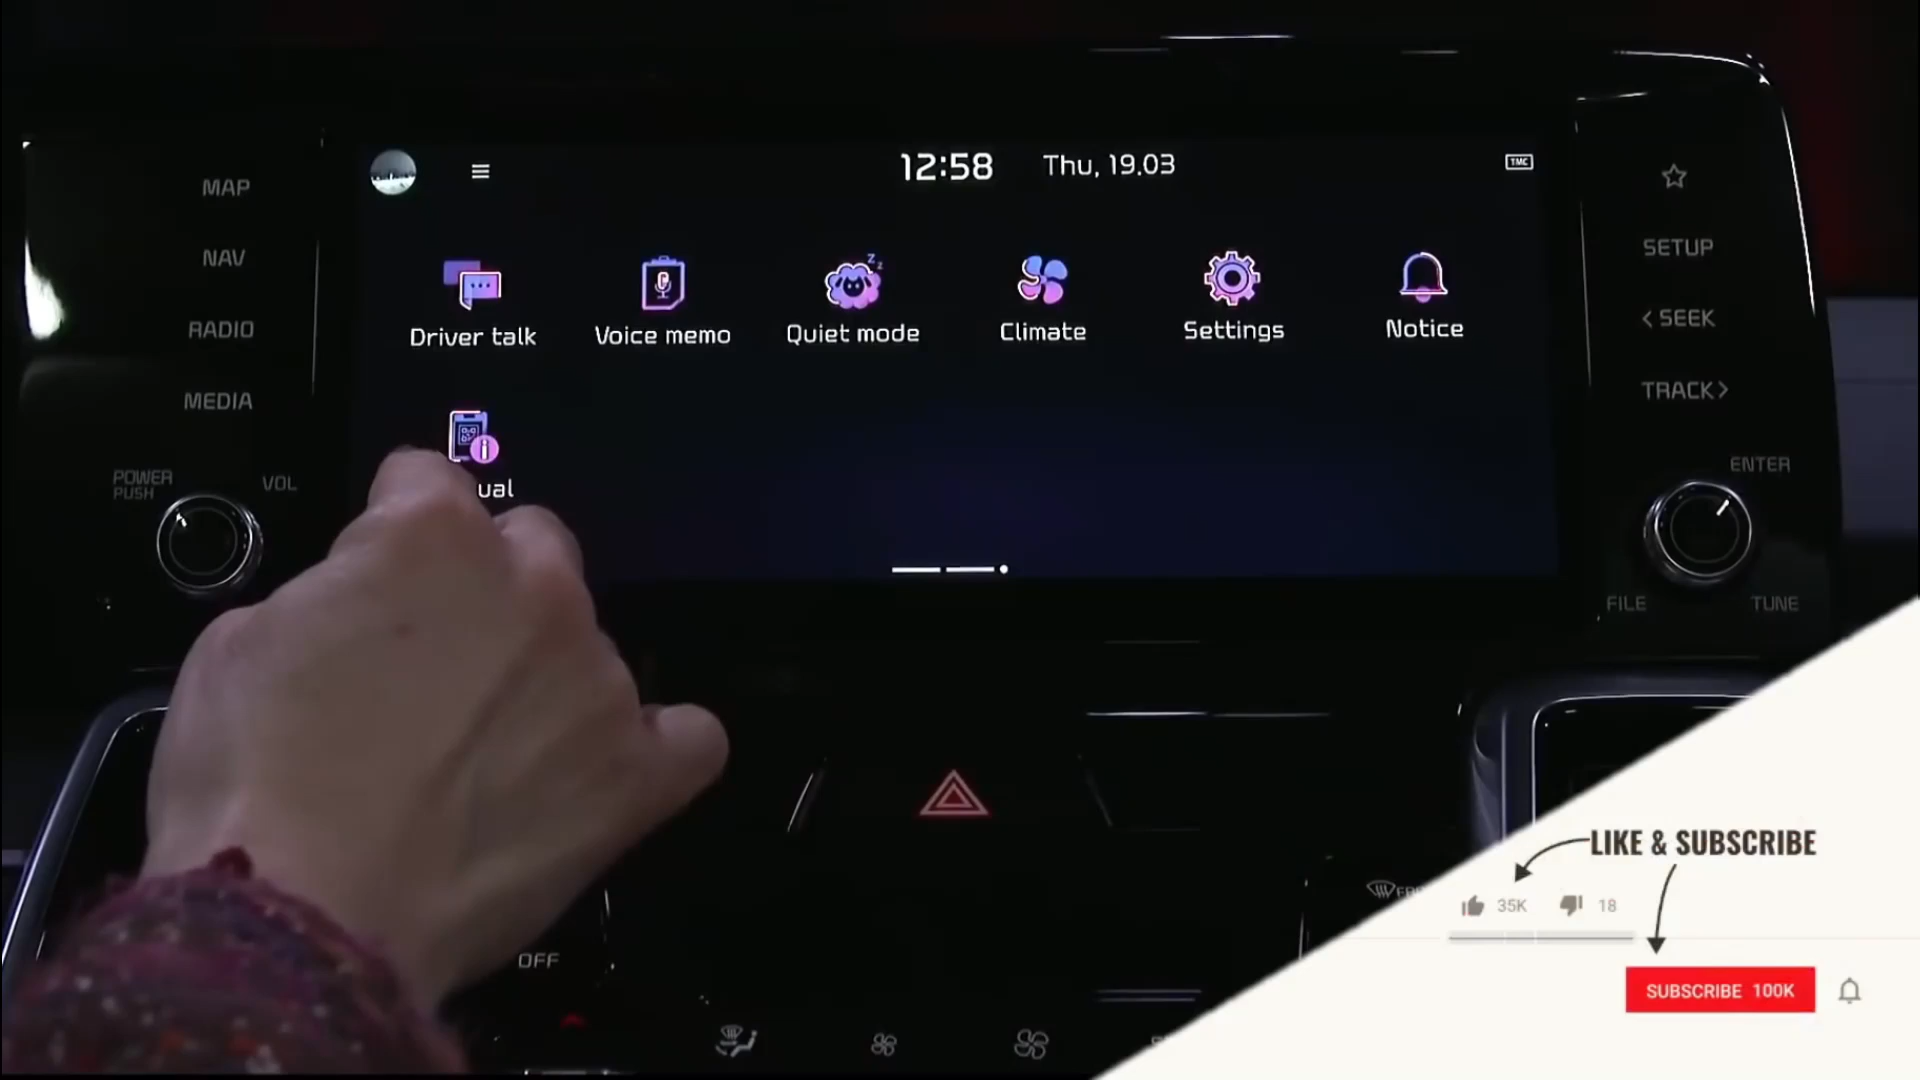 12:58 Thu, 19.03 TMC
MAP
NAV
RADIO
MEDIA
POWER
PUSH
VOL
Driver talk Voice memo Quiet mode Climate Settings Notice
ual
SETUP
< SEEK
TRACK >
ENTER
FILE TUNE
OFF
LIKE & SUBSCRIBE
35K 18
SUBSCRIBE 100K